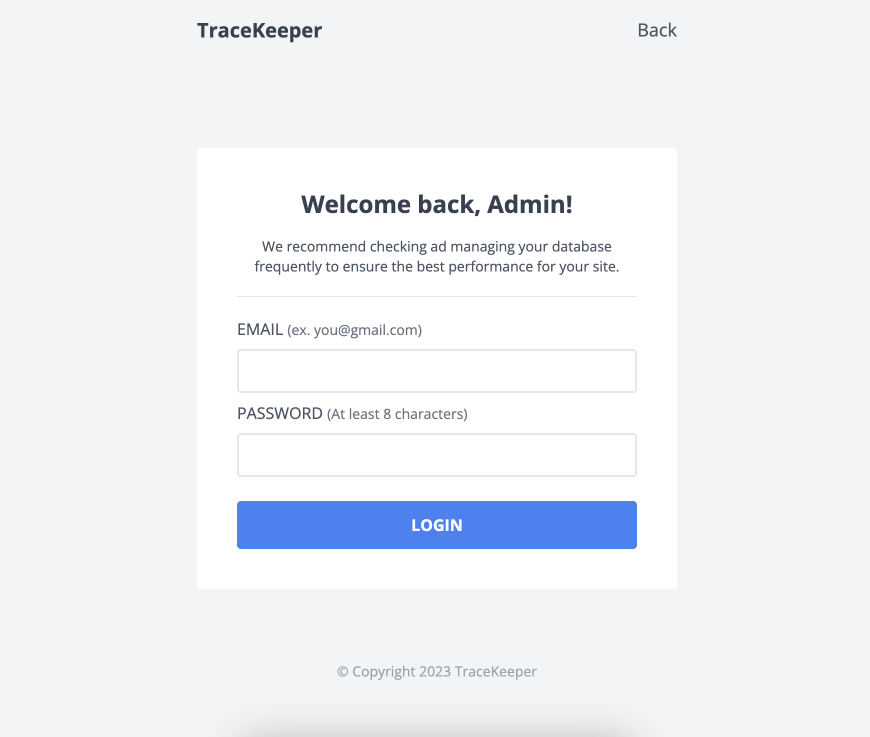 TraceKeeper
Back
Welcome back, Admin!
We recommend checking ad managing your database
frequently to ensure the best performance for your site.
EMAIL (ex. you@gmail.com)
PASSWORD (At least 8 characters)
LOGIN
© Copyright 2023 TraceKeeper